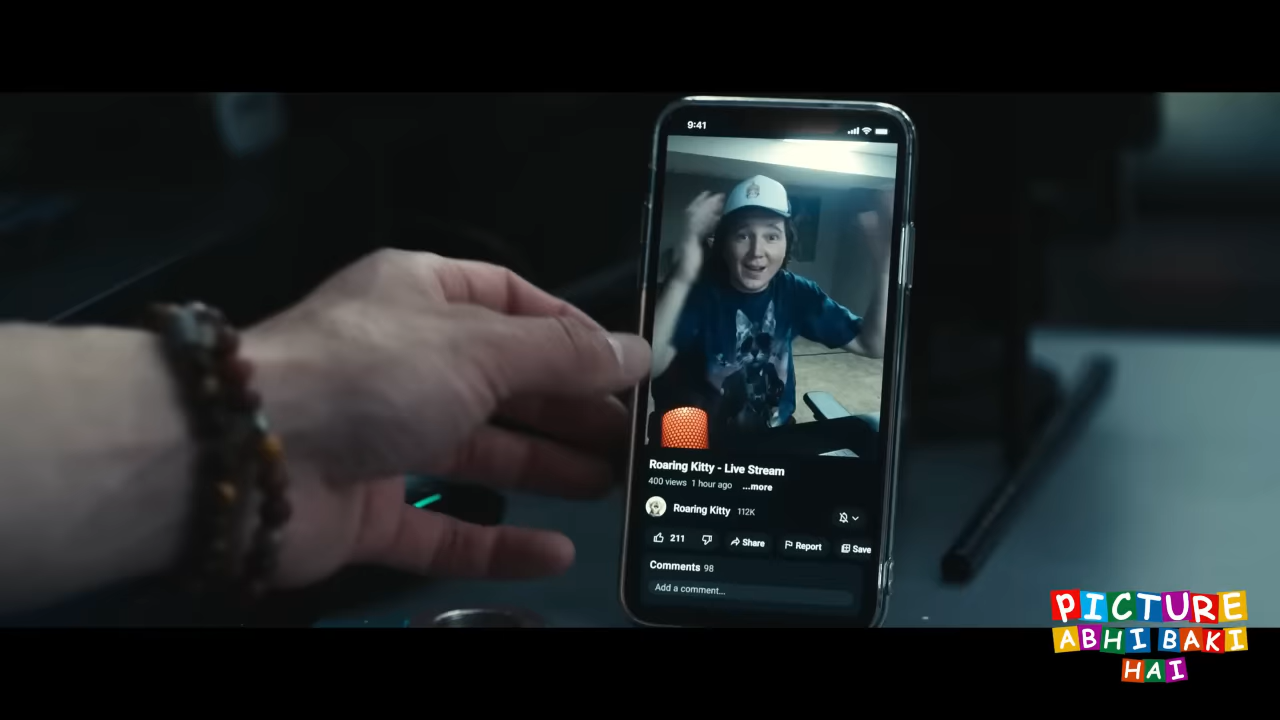 9:41
Roaring Kitty - Live Stream
400 views 1 hour ago ...more
Roaring Kitty 112K
211 Share Report Save
Comments 98
Add a comment...
PICTURE
ABHI BAKI
HAI